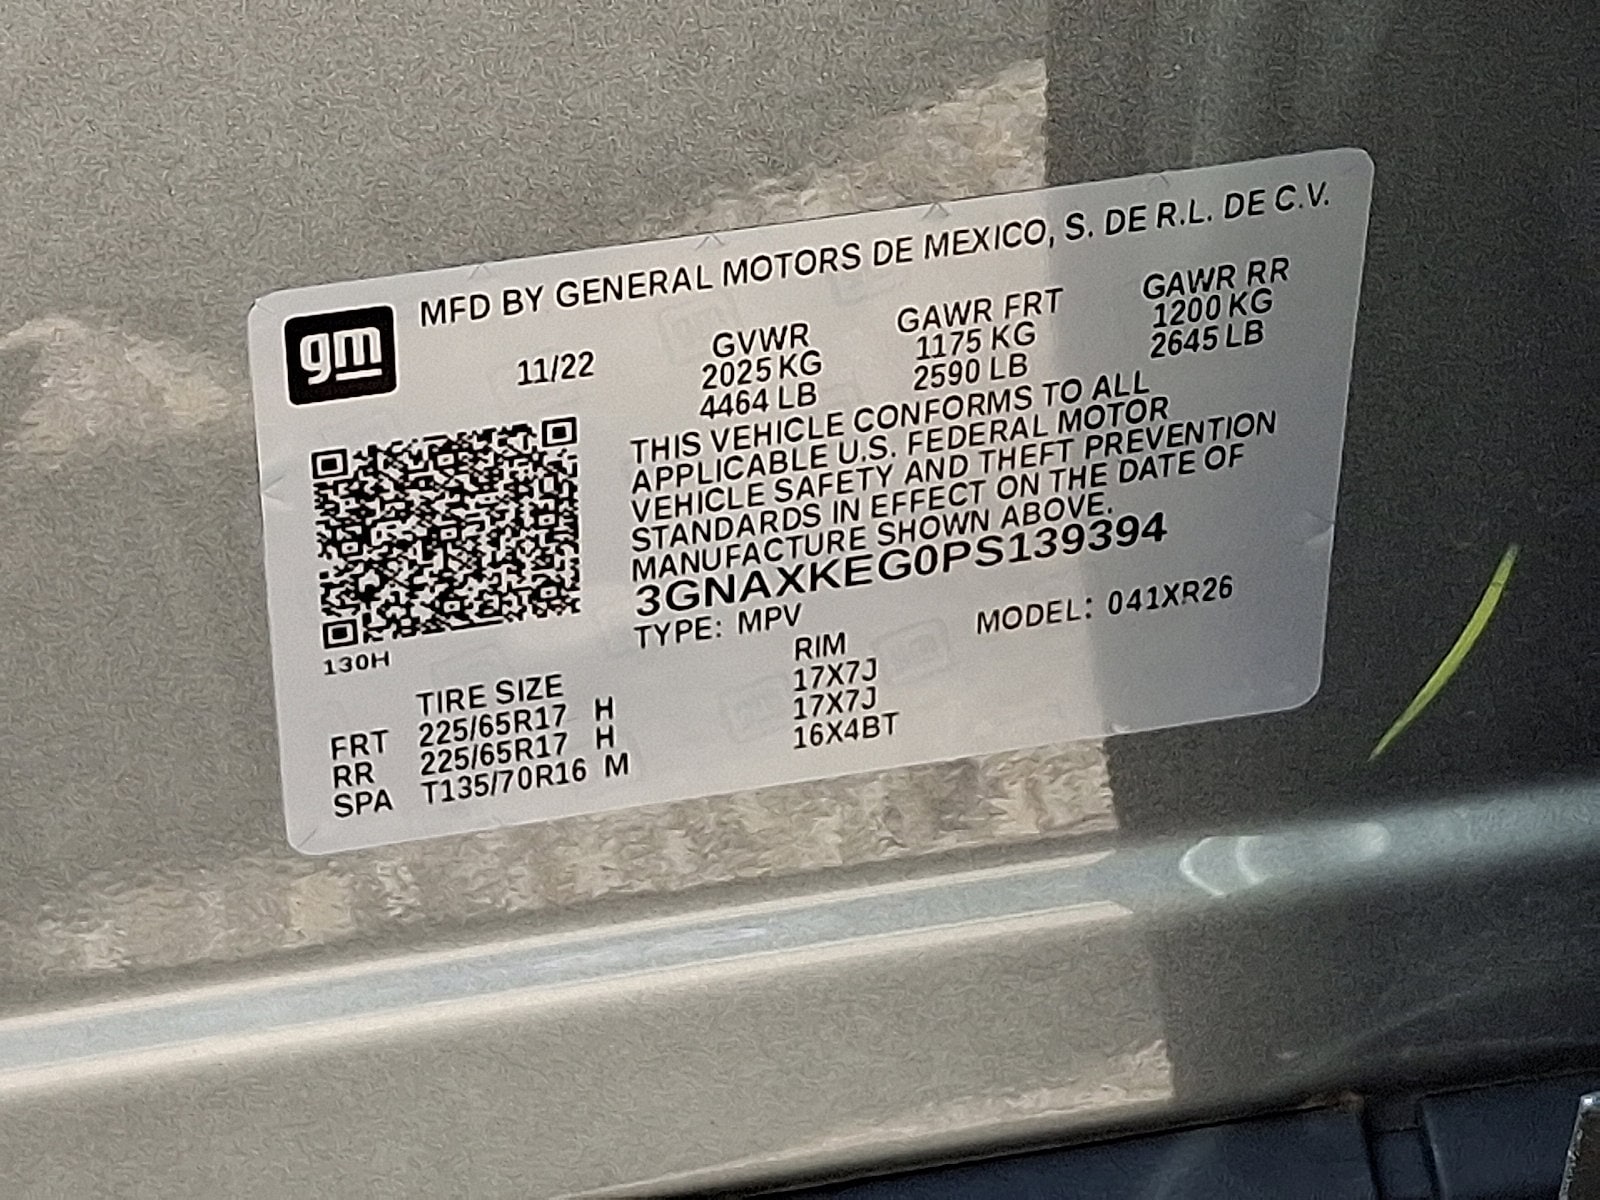 gm
MFD BY GENERAL MOTORS DE MEXICO, S. DE R.L. DE C.V.
11/22
GVWR GAWR FRT GAWR RR
2025 KG 1175 KG 1200 KG
4464 LB 2590 LB 2645 LB
THIS VEHICLE CONFORMS TO ALL
APPLICABLE U.S. FEDERAL MOTOR
VEHICLE SAFETY AND THEFT PREVENTION
STANDARDS IN EFFECT ON THE DATE OF
MANUFACTURE SHOWN ABOVE.
3GNAXKEG0PS139394
TYPE: MPV MODEL: 041XR26
130H
TIRE SIZE RIM
FRT 225/65R17 H 17X7J
RR 225/65R17 H 17X7J
SPA T135/70R16 M 16X4BT